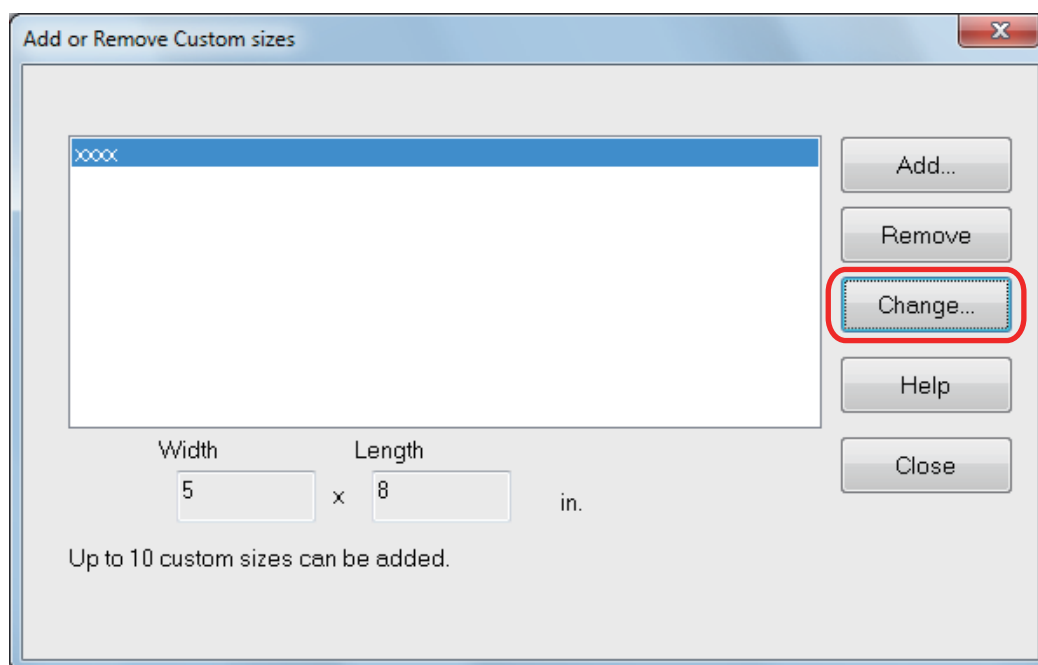 Add or Remove Custom sizes
xxxx
Add...
Remove
Change...
Help
Close
Width Length
5 x 8 in.
Up to 10 custom sizes can be added.